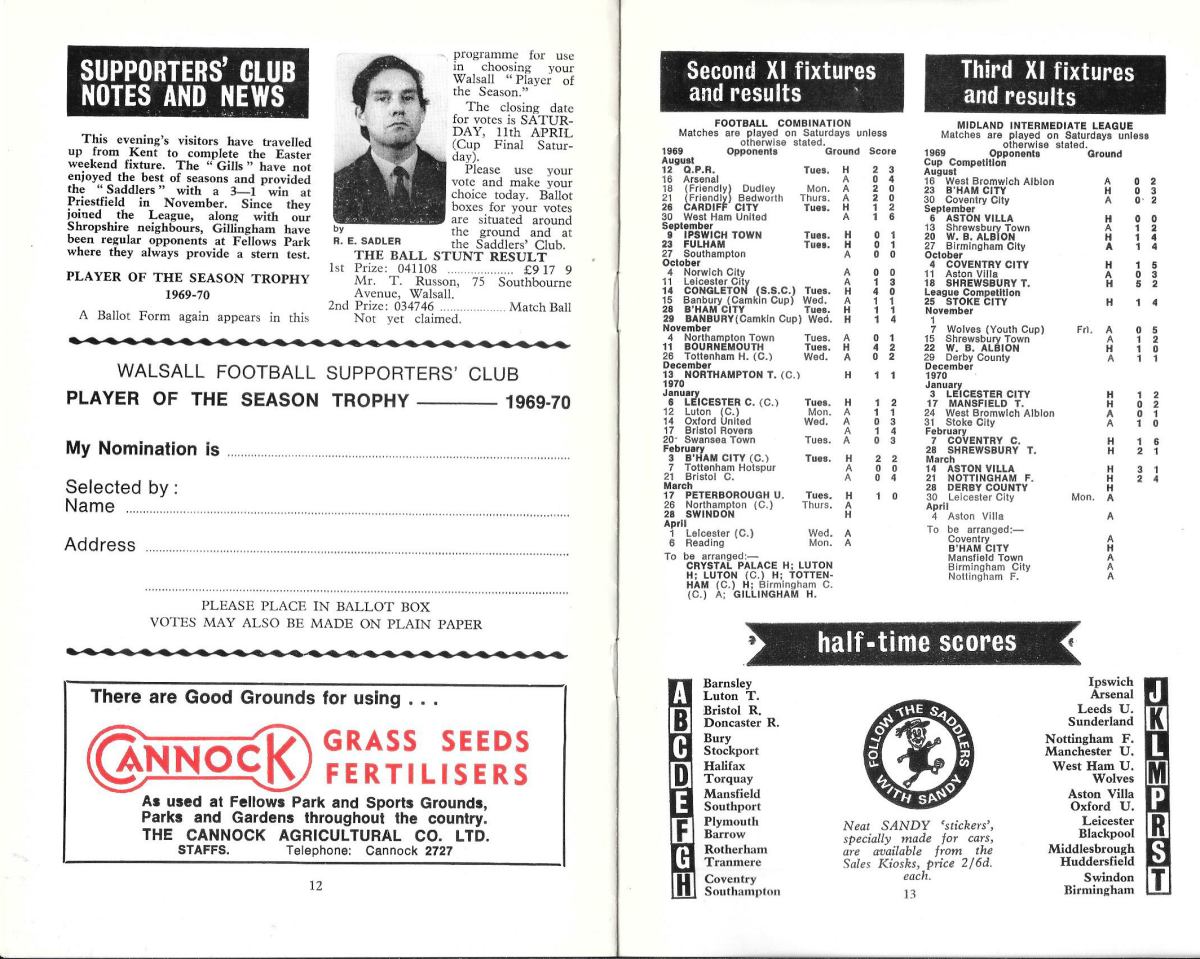 SUPPORTERS' CLUB
NOTES AND NEWS
This evening's visitors have travelled
up from Kent to complete the Easter
weekend fixture. The "Gills" have not
enjoyed the best of seasons and provided
the "Saddlers" with a 3—1 win at
Priestfield in November. Since they
joined the League, along with our
Shropshire neighbours, Gillingham have
been regular opponents at Fellows Park
where they always provide a stern test.
PLAYER OF THE SEASON TROPHY
1969-70
A Ballot Form again appears in this
by
R. E. SADLER
programme for use
in choosing your
Walsall "Player of
the Season."
The closing date
for votes is SATUR-
DAY, 11th APRIL
(Cup Final Satur-
day).
Please use your
vote and make your
choice today. Ballot
boxes for your votes
are situated around
the ground and at
the Saddlers' Club.
THE BALL STUNT RESULT
1st Prize: 041108 .................... £9 17 9
Mr. T. Russon, 75 Southbourne
Avenue, Walsall.
2nd Prize: 034746 .................... Match Ball
Not yet claimed.
WALSALL FOOTBALL SUPPORTERS' CLUB
PLAYER OF THE SEASON TROPHY ——— 1969-70
My Nomination is
Selected by :
Name
Address
PLEASE PLACE IN BALLOT BOX
VOTES MAY ALSO BE MADE ON PLAIN PAPER
There are Good Grounds for using . . .
CANNOCK GRASS SEEDS
FERTILISERS
As used at Fellows Park and Sports Grounds,
Parks and Gardens throughout the country.
THE CANNOCK AGRICULTURAL CO. LTD.
STAFFS. Telephone: Cannock 2727
12
Second XI fixtures
and results
FOOTBALL COMBINATION
Matches are played on Saturdays unless
otherwise stated.
1969 Opponents Ground Score
August
12 Q.P.R. Tues. H 2 3
16 Arsenal A 0 4
18 (Friendly) Dudley Mon. A 2 0
21 (Friendly) Bedworth Thurs. A 2 0
26 CARDIFF CITY Tues. H 1 2
30 West Ham United A 1 6
September
9 IPSWICH TOWN Tues. H 0 1
23 FULHAM Tues. H 0 1
27 Southampton A 0 0
October
4 Norwich City A 0 0
11 Leicester City A 1 3
14 CONGLETON (S.S.C.) Tues. H 4 0
15 Banbury (Camkin Cup) Wed. A 1 1
28 B'HAM CITY Tues. H 1 1
29 BANBURY (Camkin Cup) Wed. H 1 4
November
4 Northampton Town Tues. A 0 1
11 BOURNEMOUTH Tues. H 4 2
26 Tottenham H. (C.) Wed. A 0 2
December
13 NORTHAMPTON T. (C.) H 1 1
1970
January
6 LEICESTER C. (C.) Tues. H 1 2
12 Luton (C.) Mon. A 1 1
14 Oxford United Wed. A 0 3
17 Bristol Rovers A 1 4
20 Swansea Town Tues. A 0 3
February
3 B'HAM CITY (C.) Tues. H 2 2
7 Tottenham Hotspur A 0 0
21 Bristol C. A 0 4
March
17 PETERBOROUGH U. Tues. H 1 0
26 Northampton (C.) Thurs. A
28 SWINDON H
April
1 Leicester (C.) Wed. A
6 Reading Mon. A
To be arranged:—
CRYSTAL PALACE H; LUTON
H; LUTON (C.) H; TOTTEN-
HAM (C.) H; Birmingham C.
(C.) A; GILLINGHAM H.
Third XI fixtures
and results
MIDLAND INTERMEDIATE LEAGUE
Matches are played on Saturdays unless
otherwise stated.
1969 Opponents Ground
Cup Competition
August
16 West Bromwich Albion A 0 2
23 B'HAM CITY H 0 3
30 Coventry City A 0 2
September
6 ASTON VILLA H 0 0
13 Shrewsbury Town A 1 2
20 W. B. ALBION H 1 4
27 Birmingham City A 1 4
October
4 COVENTRY CITY H 1 5
11 Aston Villa A 0 3
18 SHREWSBURY T. H 5 2
League Competition
25 STOKE CITY H 1 4
November
1
7 Wolves (Youth Cup) Fri. A 0 5
15 Shrewsbury Town A 1 2
22 W. B. ALBION H 1 0
29 Derby County A 1 1
December
1970
January
3 LEICESTER CITY H 1 2
17 MANSFIELD T. H 0 2
24 West Bromwich Albion A 0 1
31 Stoke City A 1 0
February
7 COVENTRY C. H 1 6
28 SHREWSBURY T. H 2 1
March
14 ASTON VILLA H 3 1
21 NOTTINGHAM F. H 2 4
28 DERBY COUNTY H
30 Leicester City Mon. A
April
4 Aston Villa A
To be arranged:—
Coventry A
B'HAM CITY H
Mansfield Town A
Birmingham City A
Nottingham F. A
half-time scores
A Barnsley
Luton T.
B Bristol R.
Doncaster R.
C Bury
Stockport
D Halifax
Torquay
E Mansfield
Southport
F Plymouth
Barrow
G Rotherham
Tranmere
H Coventry
Southampton
FOLLOW THE SADDLERS
WITH SANDY
Neat SANDY 'stickers',
specially made for cars,
are available from the
Sales Kiosks, price 2/6d.
each.
J Ipswich
Arsenal
K Leeds U.
Sunderland
L Nottingham F.
Manchester U.
M West Ham U.
Wolves
P Aston Villa
Oxford U.
R Leicester
Blackpool
S Middlesbrough
Huddersfield
T Swindon
Birmingham
13